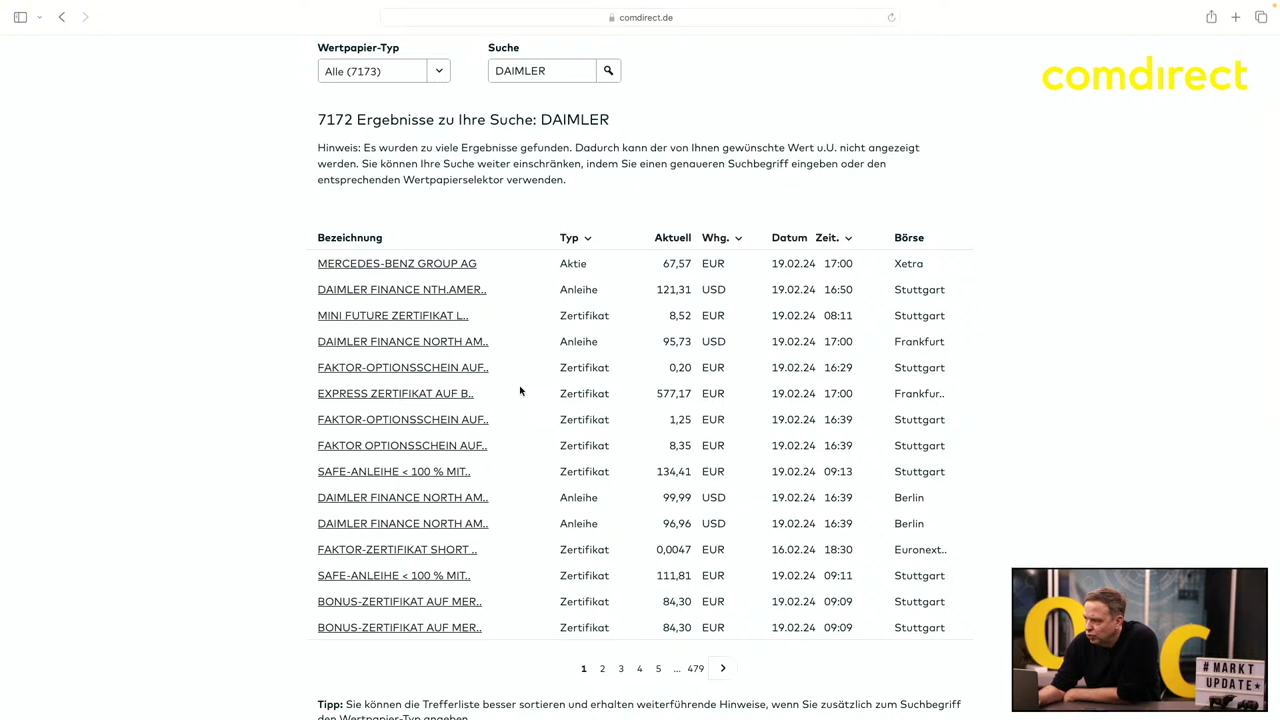 comdirect.de
Wertpapier-Typ
Suche
Alle (7173)
DAIMLER
comdirect
7172 Ergebnisse zu Ihre Suche: DAIMLER
Hinweis: Es wurden zu viele Ergebnisse gefunden. Dadurch kann der von Ihnen gewünschte Wert u.U. nicht angezeigt
werden. Sie können Ihre Suche weiter einschränken, indem Sie einen genaueren Suchbegriff eingeben oder den
entsprechenden Wertpapierselektor verwenden.
Bezeichnung Typ Aktuell Whg. Datum Zeit. Börse
MERCEDES-BENZ GROUP AG Aktie 67,57 EUR 19.02.24 17:00 Xetra
DAIMLER FINANCE NTH.AMER.. Anleihe 121,31 USD 19.02.24 16:50 Stuttgart
MINI FUTURE ZERTIFIKAT L.. Zertifikat 8,52 EUR 19.02.24 08:11 Stuttgart
DAIMLER FINANCE NORTH AM.. Anleihe 95,73 USD 19.02.24 17:00 Frankfurt
FAKTOR-OPTIONSSCHEIN AUF.. Zertifikat 0,20 EUR 19.02.24 16:29 Stuttgart
EXPRESS ZERTIFIKAT AUF B.. Zertifikat 577,17 EUR 19.02.24 17:00 Frankfur..
FAKTOR-OPTIONSSCHEIN AUF.. Zertifikat 1,25 EUR 19.02.24 16:39 Stuttgart
FAKTOR OPTIONSSCHEIN AUF.. Zertifikat 8,35 EUR 19.02.24 16:39 Stuttgart
SAFE-ANLEIHE < 100 % MIT.. Zertifikat 134,41 EUR 19.02.24 09:13 Stuttgart
DAIMLER FINANCE NORTH AM.. Anleihe 99,99 USD 19.02.24 16:39 Berlin
DAIMLER FINANCE NORTH AM.. Anleihe 96,96 USD 19.02.24 16:39 Berlin
FAKTOR-ZERTIFIKAT SHORT .. Zertifikat 0,0047 EUR 16.02.24 18:30 Euronext..
SAFE-ANLEIHE < 100 % MIT.. Zertifikat 111,81 EUR 19.02.24 09:11 Stuttgart
BONUS-ZERTIFIKAT AUF MER.. Zertifikat 84,30 EUR 19.02.24 09:09 Stuttgart
BONUS-ZERTIFIKAT AUF MER.. Zertifikat 84,30 EUR 19.02.24 09:09 Stuttgart
1 2 3 4 5 ... 479
Tipp: Sie können die Trefferliste besser sortieren und erhalten weiterführende Hinweise, wenn Sie zusätzlich zum Suchbegriff
den Wertpapier-Typ angeben.
#MARKT
UPDATE★